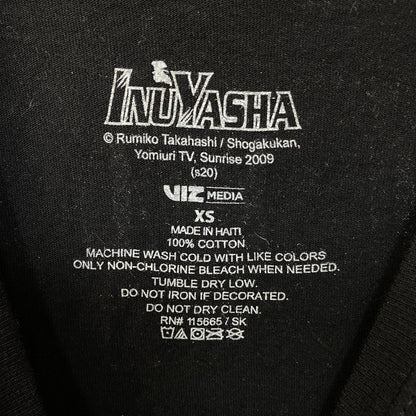 INUYASHA
© Rumiko Takahashi / Shogakukan,
Yomiuri TV, Sunrise 2009
(s20)
VIZ MEDIA
XS
MADE IN HAITI
100% COTTON
MACHINE WASH COLD WITH LIKE COLORS
ONLY NON-CHLORINE BLEACH WHEN NEEDED.
TUMBLE DRY LOW.
DO NOT IRON IF DECORATED.
DO NOT DRY CLEAN.
RN# 115665 / SK